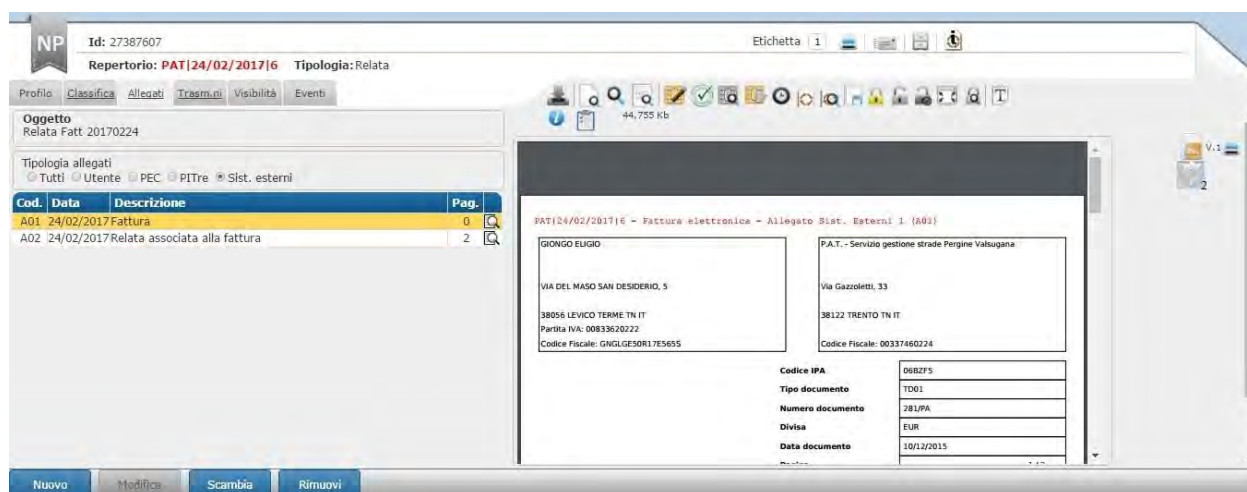 NP
Id: 27387607
Etichetta 1
Repertorio: PAT|24/02/2017|6 Tipologia: Relata
Profilo Classifica Allegati Trasm.ni Visibilità Eventi
44,755 Kb
Oggetto
Relata Fatt 20170224
Tipologia allegati
Tutti Utente PEC PITre Sist. esterni
Cod. Data Descrizione Pag.
A01 24/02/2017 Fattura 0
A02 24/02/2017 Relata associata alla fattura 2
V.1
2
PAT|24/02/2017|6 - Fattura elettronica - Allegato Sist. Esterni 1 (A01)
GIONGO ELIGIO
VIA DEL MASO SAN DESIDERIO, 5
38056 LEVICO TERME TN IT
Partita IVA: 00833620222
Codice Fiscale: GNGLGE50R17E565S
P.A.T. - Servizio gestione strade Pergine Valsugana
Via Gazzoletti, 33
38122 TRENTO TN IT
Codice Fiscale: 00337460224
Codice IPA 06BZF5
Tipo documento TD01
Numero documento 281/PA
Divisa EUR
Data documento 10/12/2015
Nuovo Modifica Scambia Rimuovi